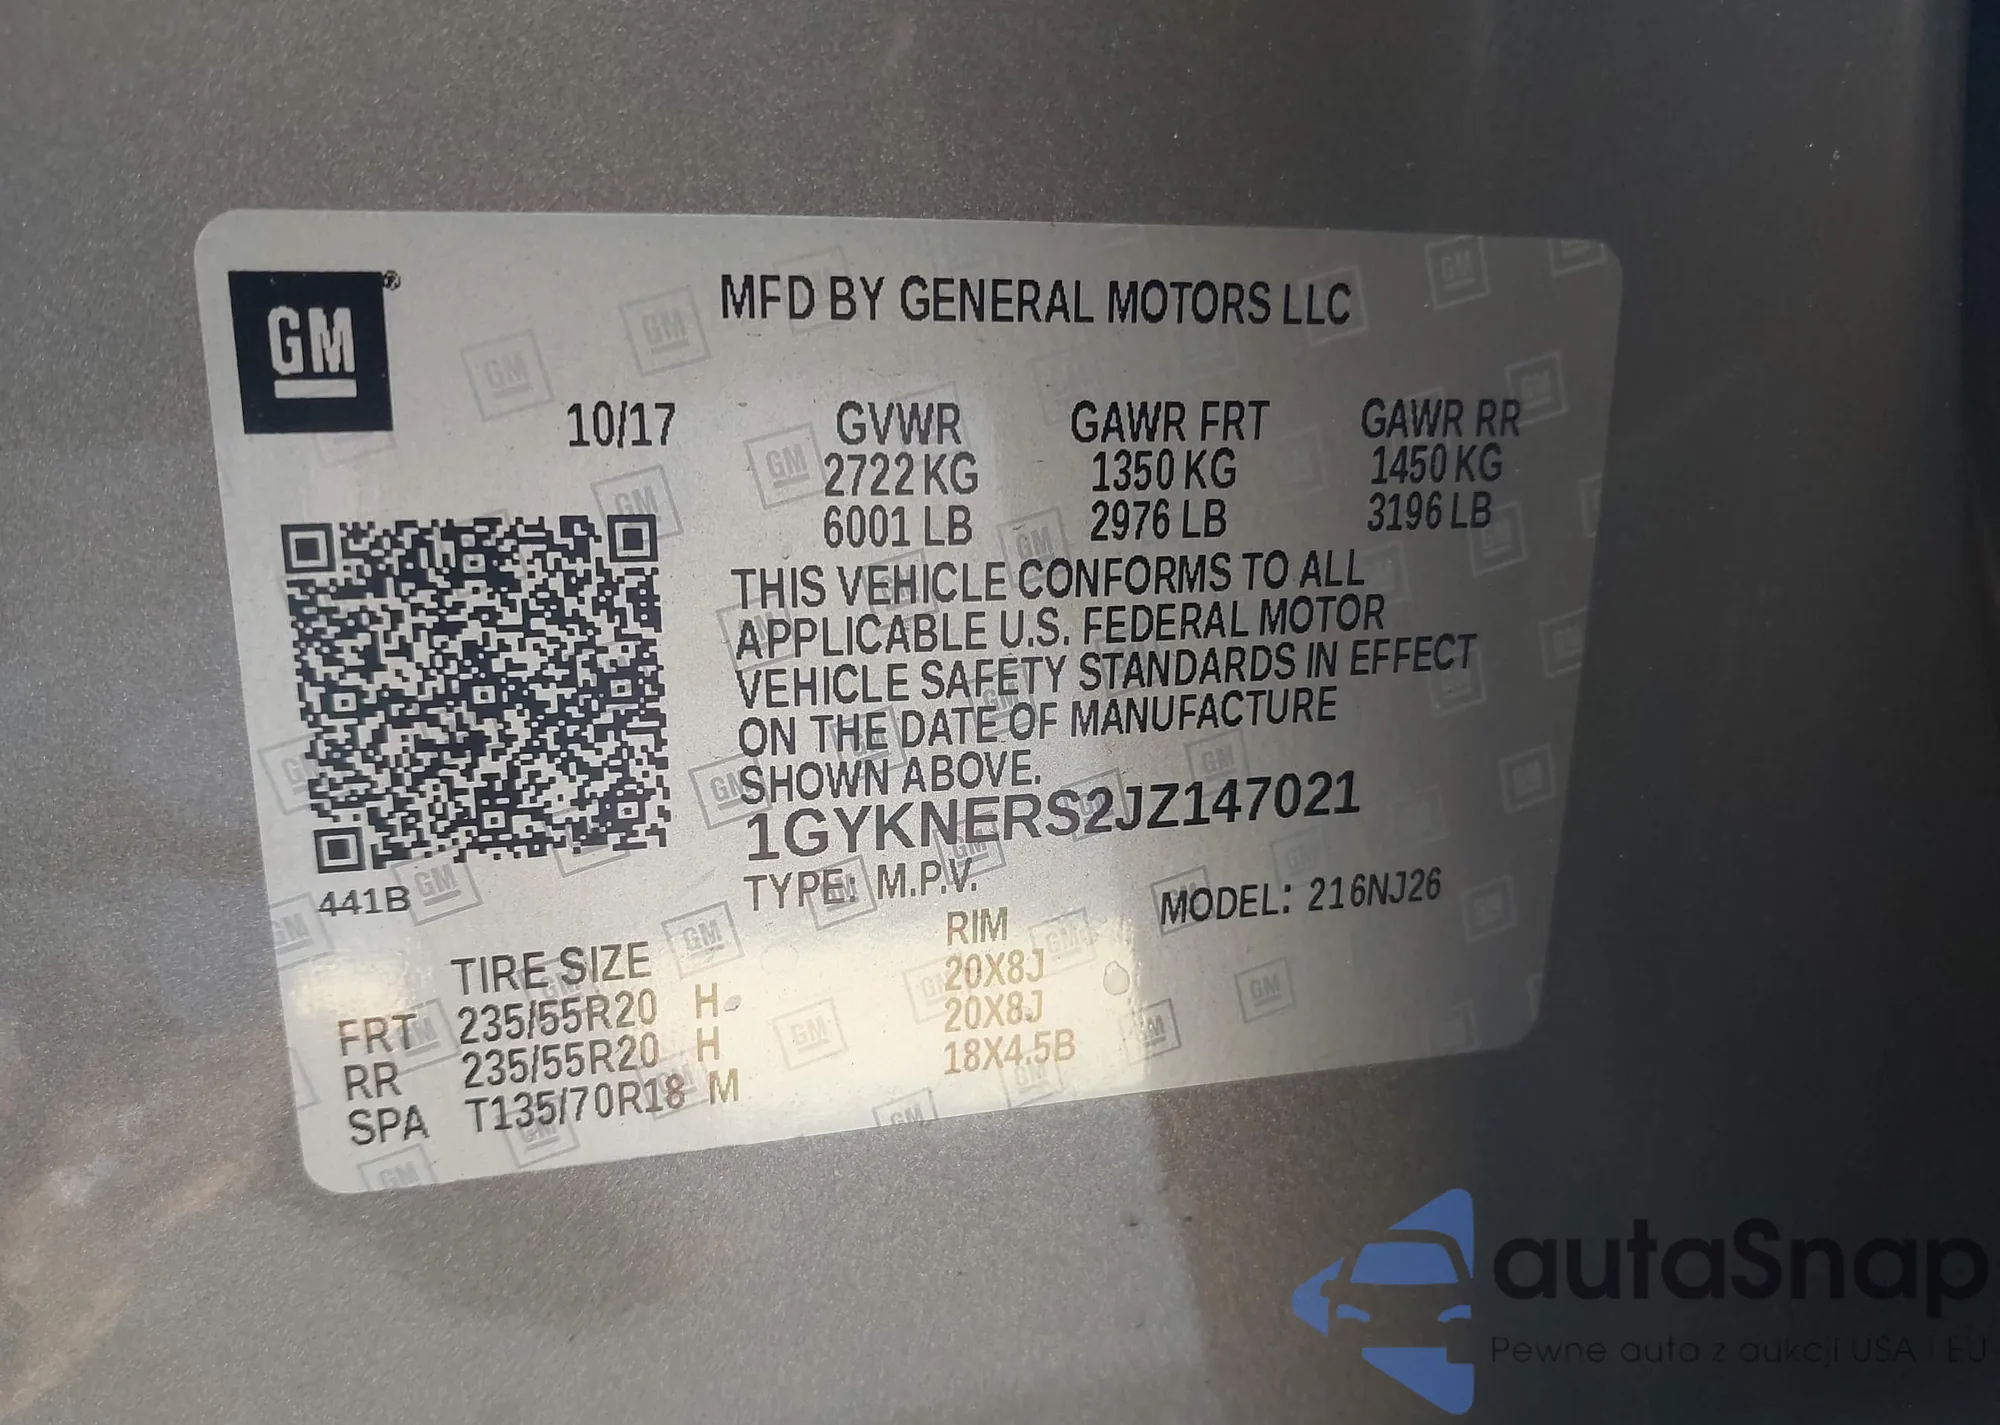 GM®
MFD BY GENERAL MOTORS LLC
10/17
GVWR GAWR FRT GAWR RR
2722 KG 1350 KG 1450 KG
6001 LB 2976 LB 3196 LB
THIS VEHICLE CONFORMS TO ALL
APPLICABLE U.S. FEDERAL MOTOR
VEHICLE SAFETY STANDARDS IN EFFECT
ON THE DATE OF MANUFACTURE
SHOWN ABOVE.
1GYKNERS2JZ147021
TYPE: M.P.V. MODEL: 216NJ26
441B
TIRE SIZE RIM
FRT 235/55R20 H 20X8J
RR 235/55R20 H 20X8J
SPA T135/70R18 M 18X4.5B
autaSnap
Pewne auta z aukcji USA i EU